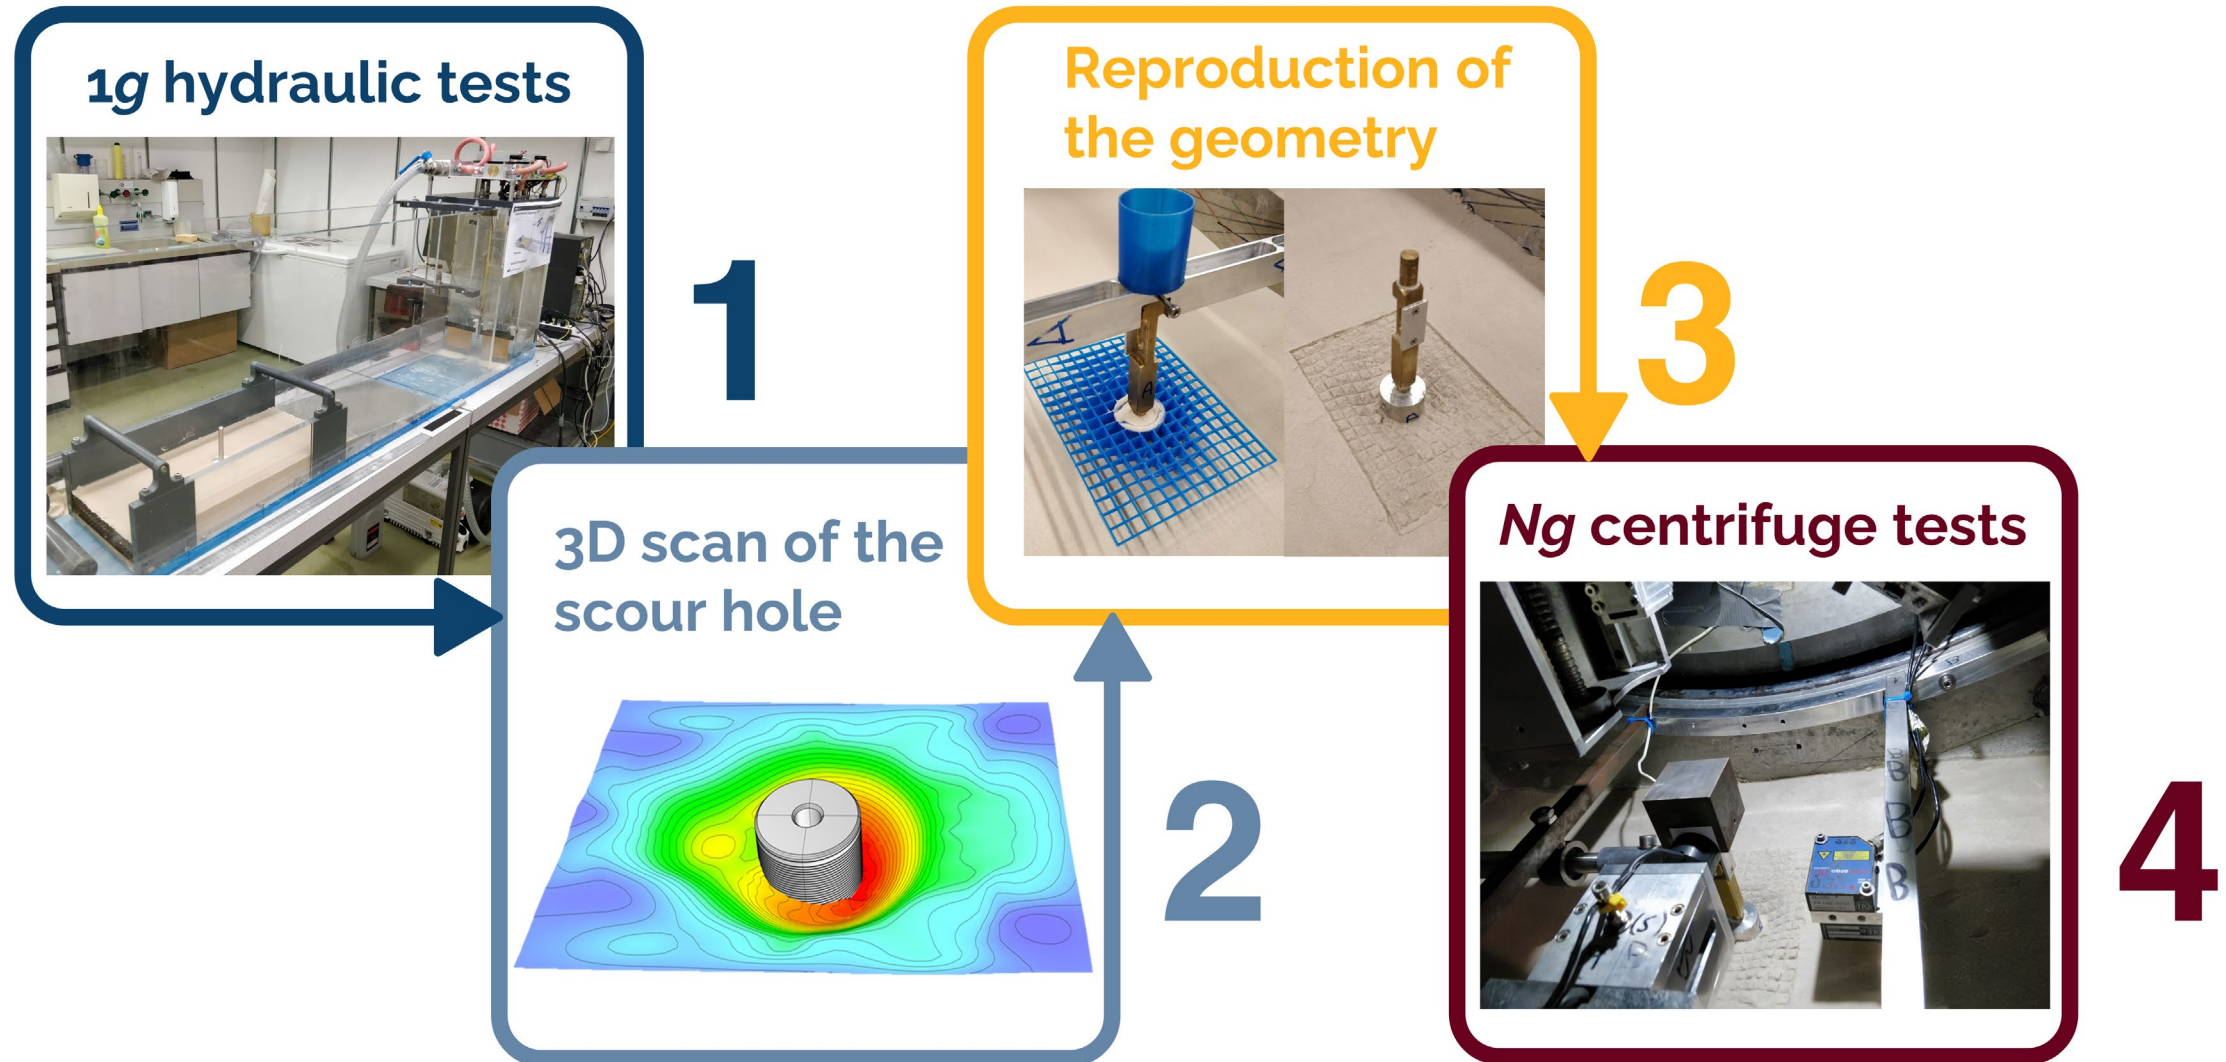 1g hydraulic tests
1
3D scan of the
scour hole
2
Reproduction of
the geometry
A
A
3
Ng centrifuge tests
B
B
B
4